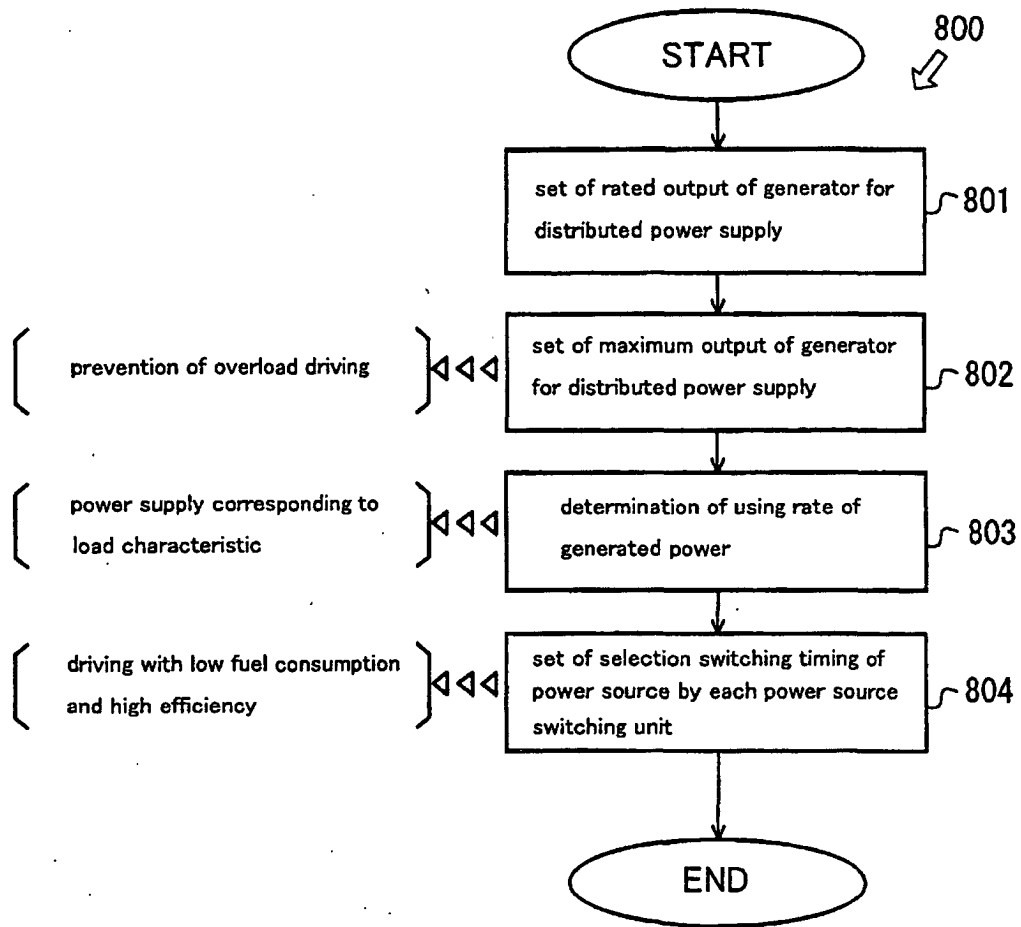 START
800
set of rated output of generator for
distributed power supply
801
prevention of overload driving
set of maximum output of generator
for distributed power supply
802
power supply corresponding to
load characteristic
determination of using rate of
generated power
803
driving with low fuel consumption
and high efficiency
set of selection switching timing of
power source by each power source
switching unit
804
END